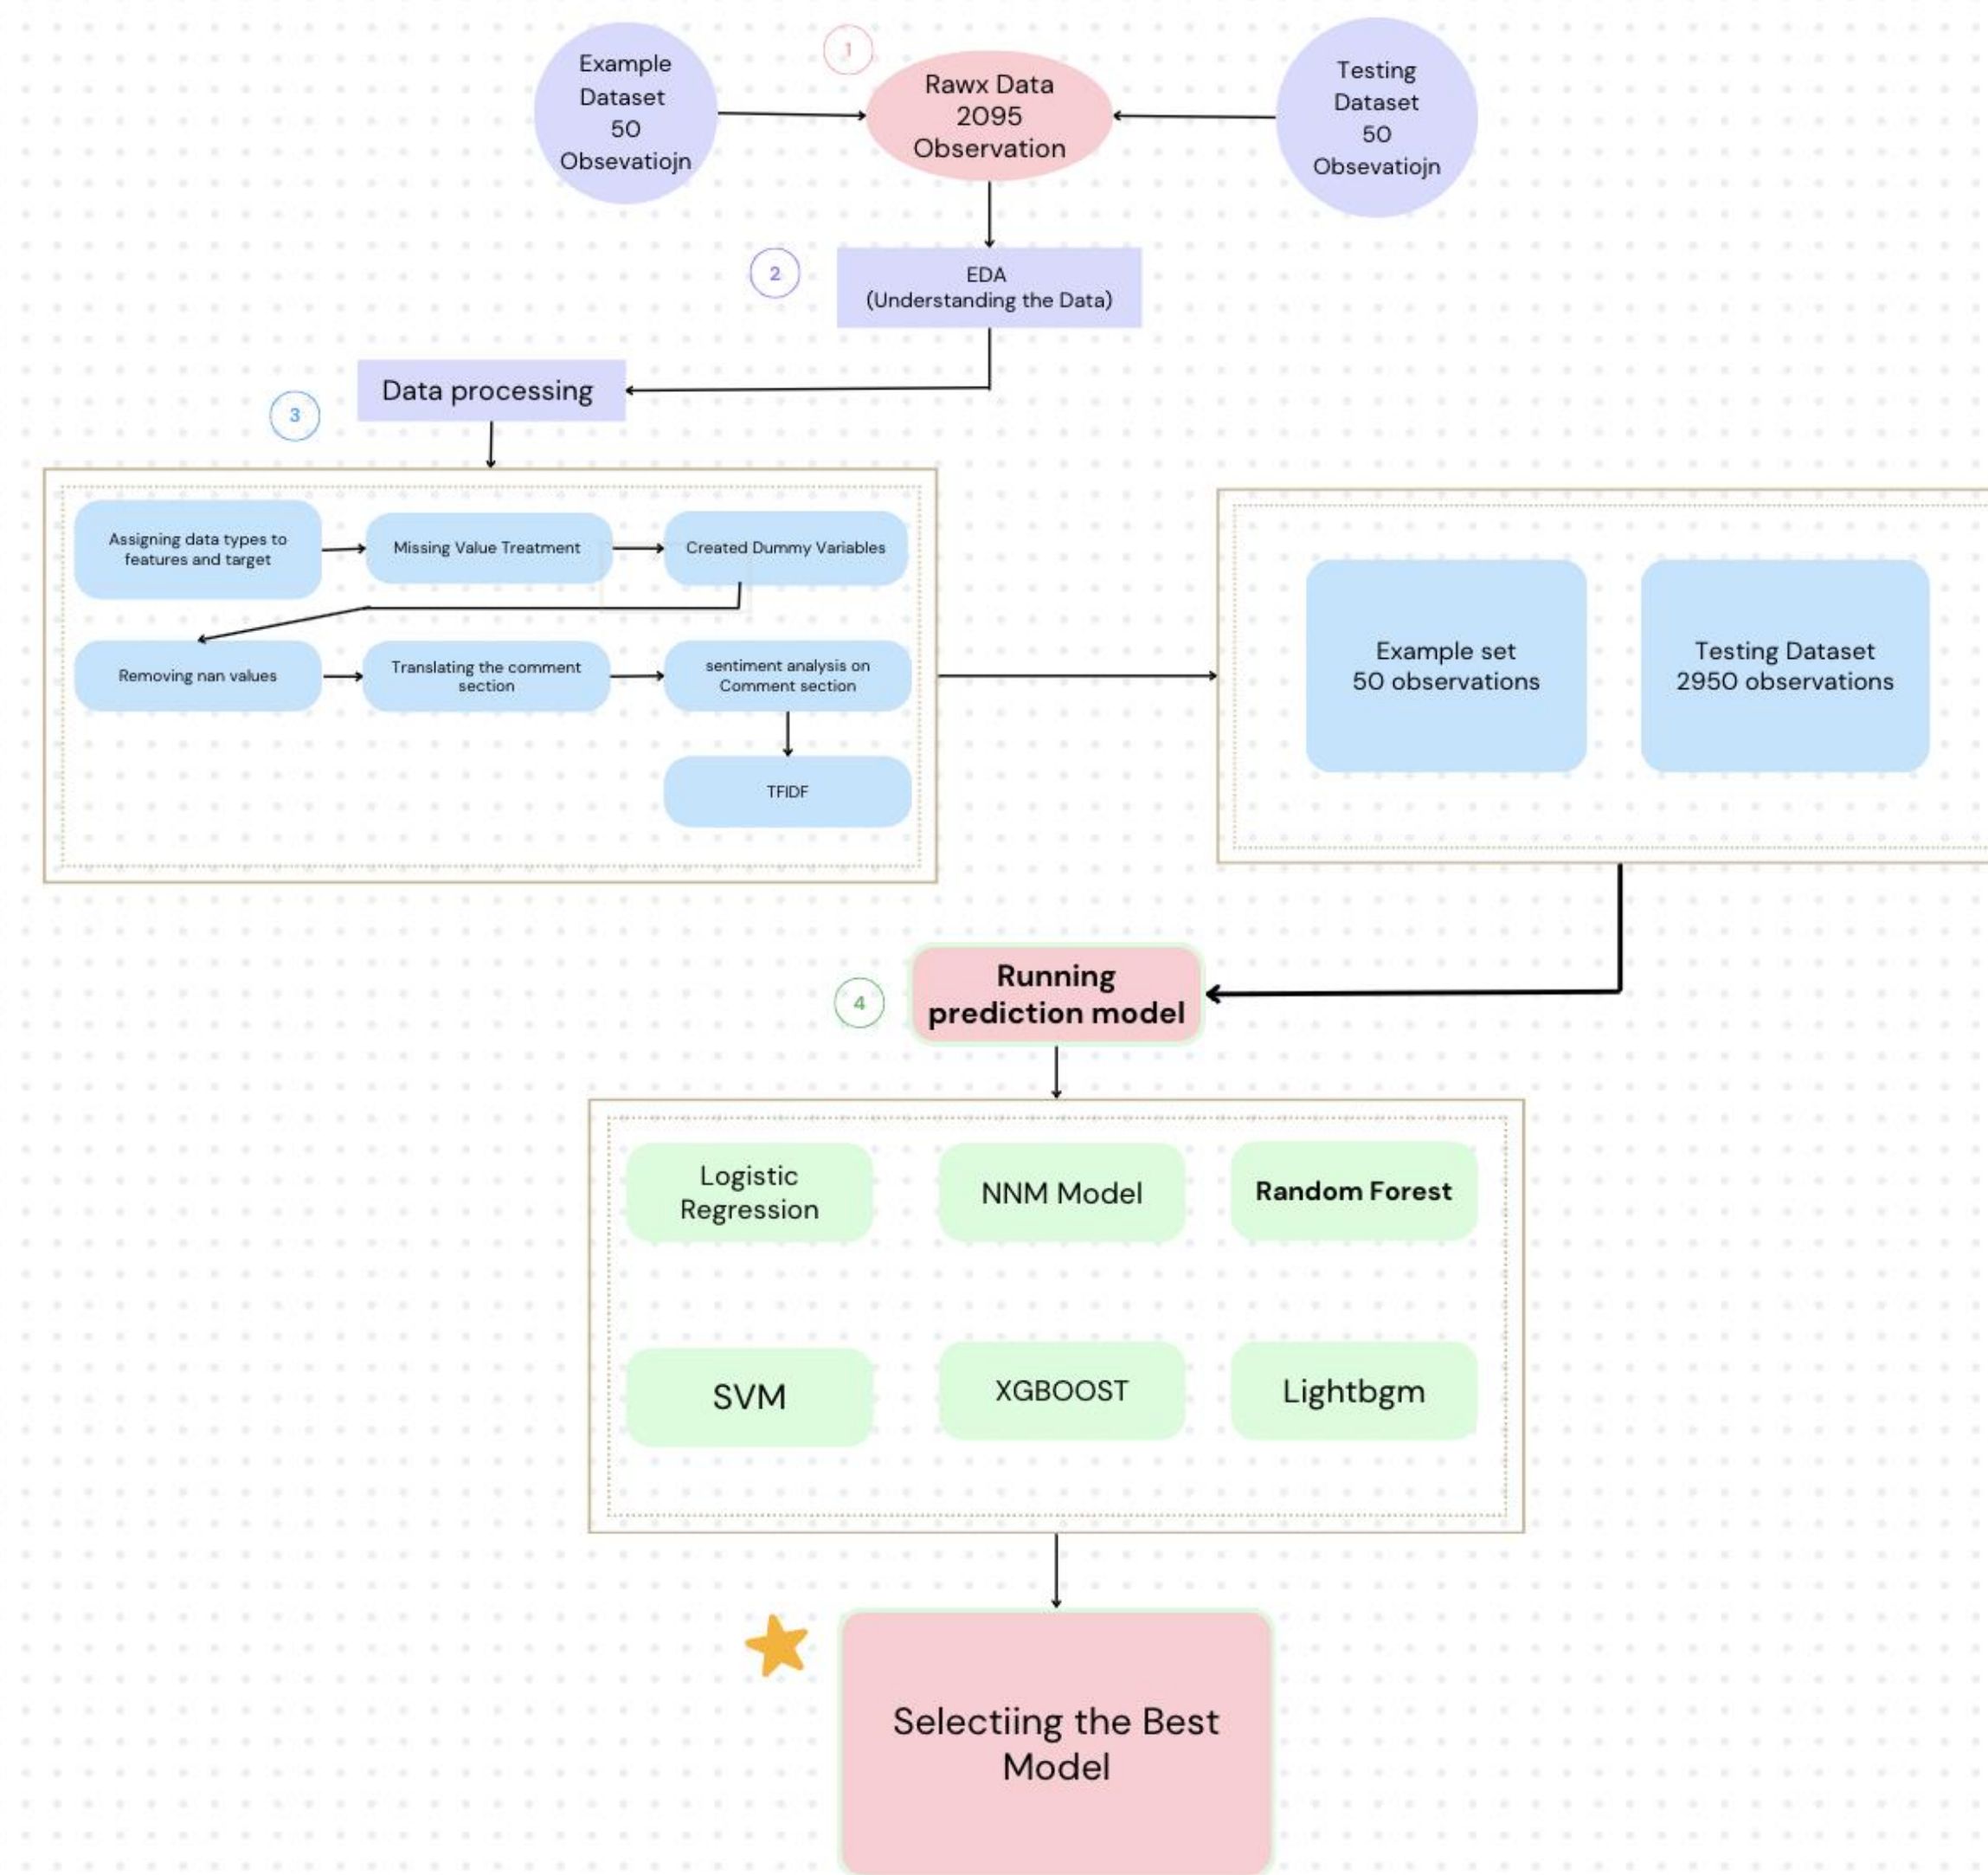 Example
Dataset
50
Obsevatiojn
1
Rawx Data
2095
Observation
Testing
Dataset
50
Obsevatiojn
2
EDA
(Understanding the Data)
Data processing
3
Assigning data types to
features and target
Missing Value Treatment
Created Dummy Variables
Removing nan values
Translating the comment
section
sentiment analysis on
Comment section
TFIDF
Example set
50 observations
Testing Dataset
2950 observations
4
Running
prediction model
Logistic
Regression
NNM Model
Random Forest
SVM
XGBOOST
Lightbgm
Selectiing the Best
Model